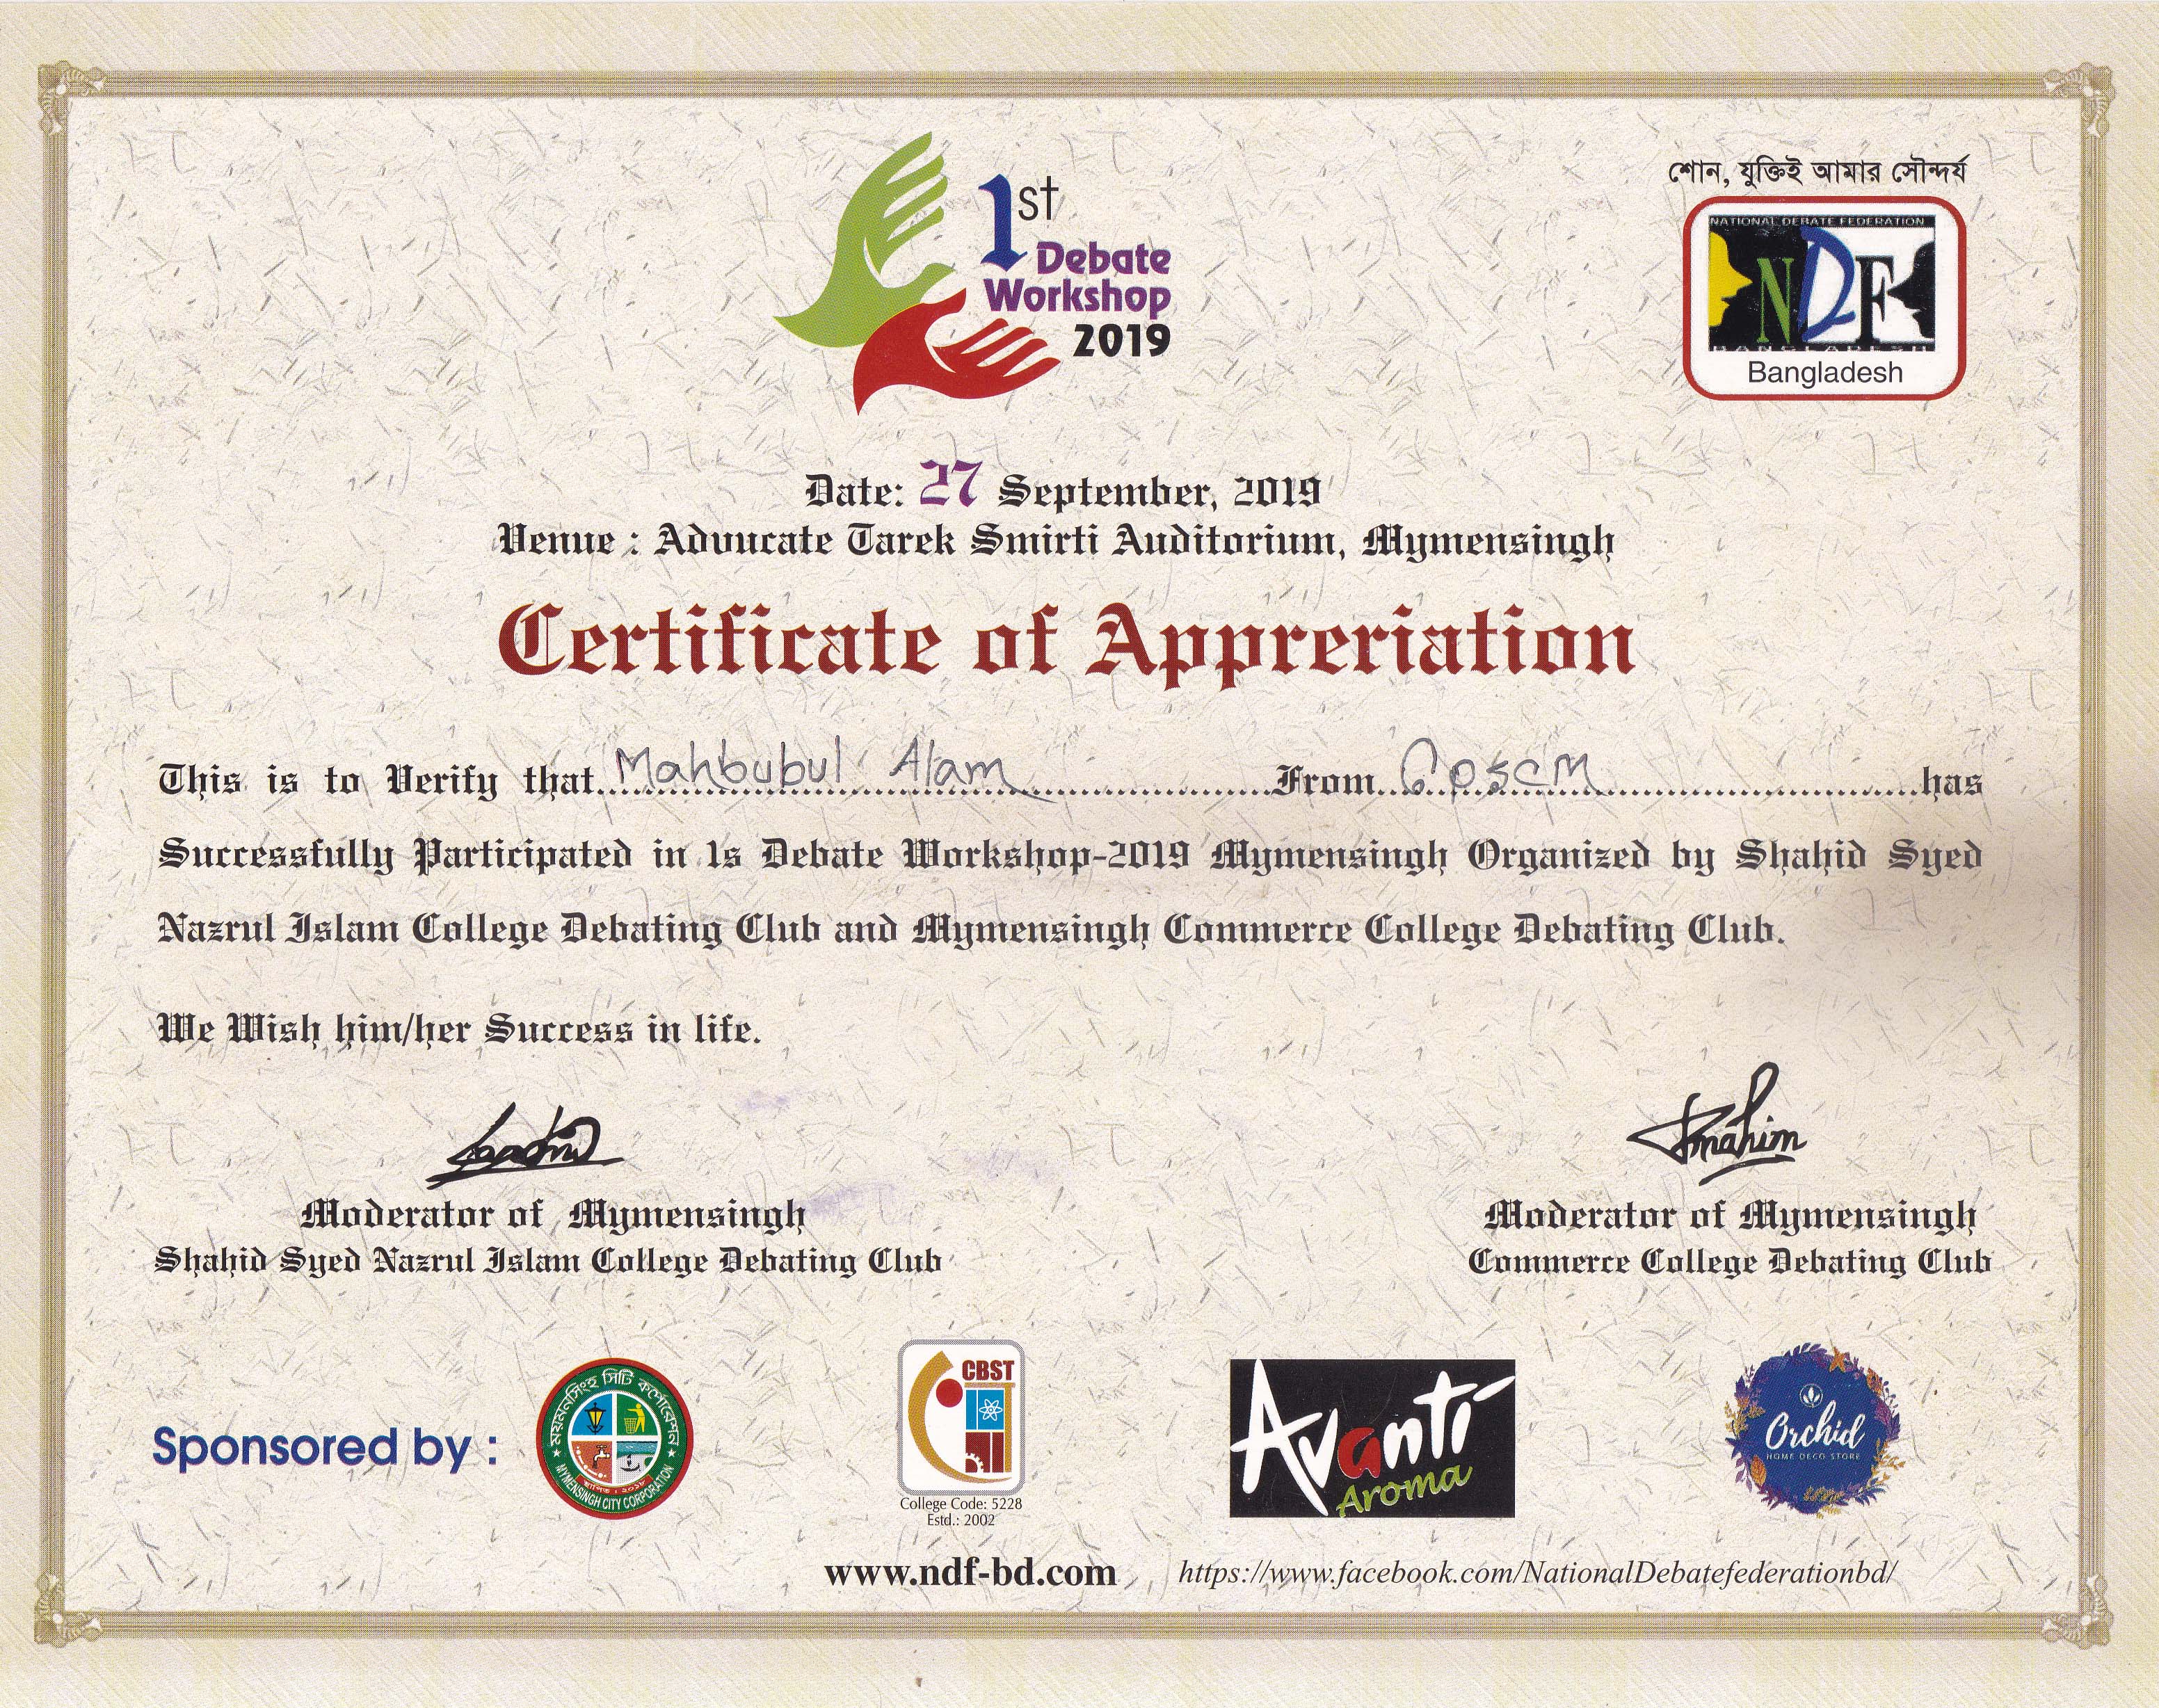 1st
Debate
Workshop
2019
শোন, যুক্তিই আমার সৌন্দর্য
NATIONAL DEBATE FEDERATION
NDF
BANGLADESH
Bangladesh
Date: 27 September, 2019
Venue : Advucate Tarek Smirti Auditorium, Mymensingh
Certificate of Appreriation
This is to Verify that Mahbubul Alam From CPSCM has
Successfully Participated in 1s Debate Workshop-2019 Mymensingh Organized by Shahid Syed
Nazrul Islam College Debating Club and Mymensingh Commerce College Debating Club.
We Wish him/her Success in life.
Moderator of Mymensingh
Shahid Syed Nazrul Islam College Debating Club
Moderator of Mymensingh
Commerce College Debating Club
Sponsored by :
ময়মনসিংহ সিটি কর্পোরেশন
স্থাপিত : ২০১৮
MYMENSINGH CITY CORPORATION
CBST
College Code: 5228
Estd.: 2002
Avanti
Aroma
Orchid
HOME DECO STORE
www.ndf-bd.com https://www.facebook.com/NationalDebatefederationbd/